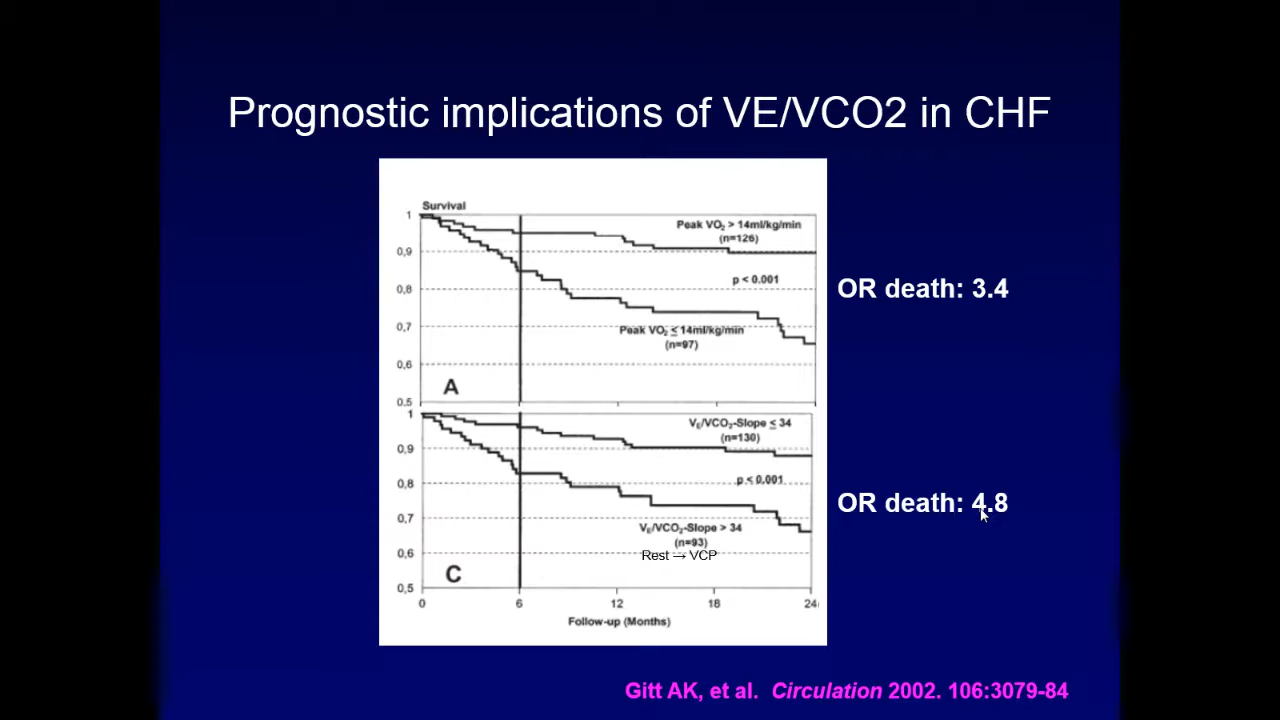 Prognostic implications of VE/VCO2 in CHF
Survival
1
0,9
0,8
0,7
0,6
0.5
Peak VO₂ > 14ml/kg/min
(n=126)
p < 0.001
Peak VO₂ ≤ 14ml/kg/min
(n=97)
A
OR death: 3.4
1
0,9
0,8
0,7
0,6
0,5
VE/VCO₂-Slope ≤ 34
(n=130)
p < 0.001
VE/VCO₂-Slope > 34
(n=93)
Rest → VCP
C
0 6 12 18 24
Follow-up (Months)
OR death: 4.8
Gitt AK, et al. Circulation 2002. 106:3079-84